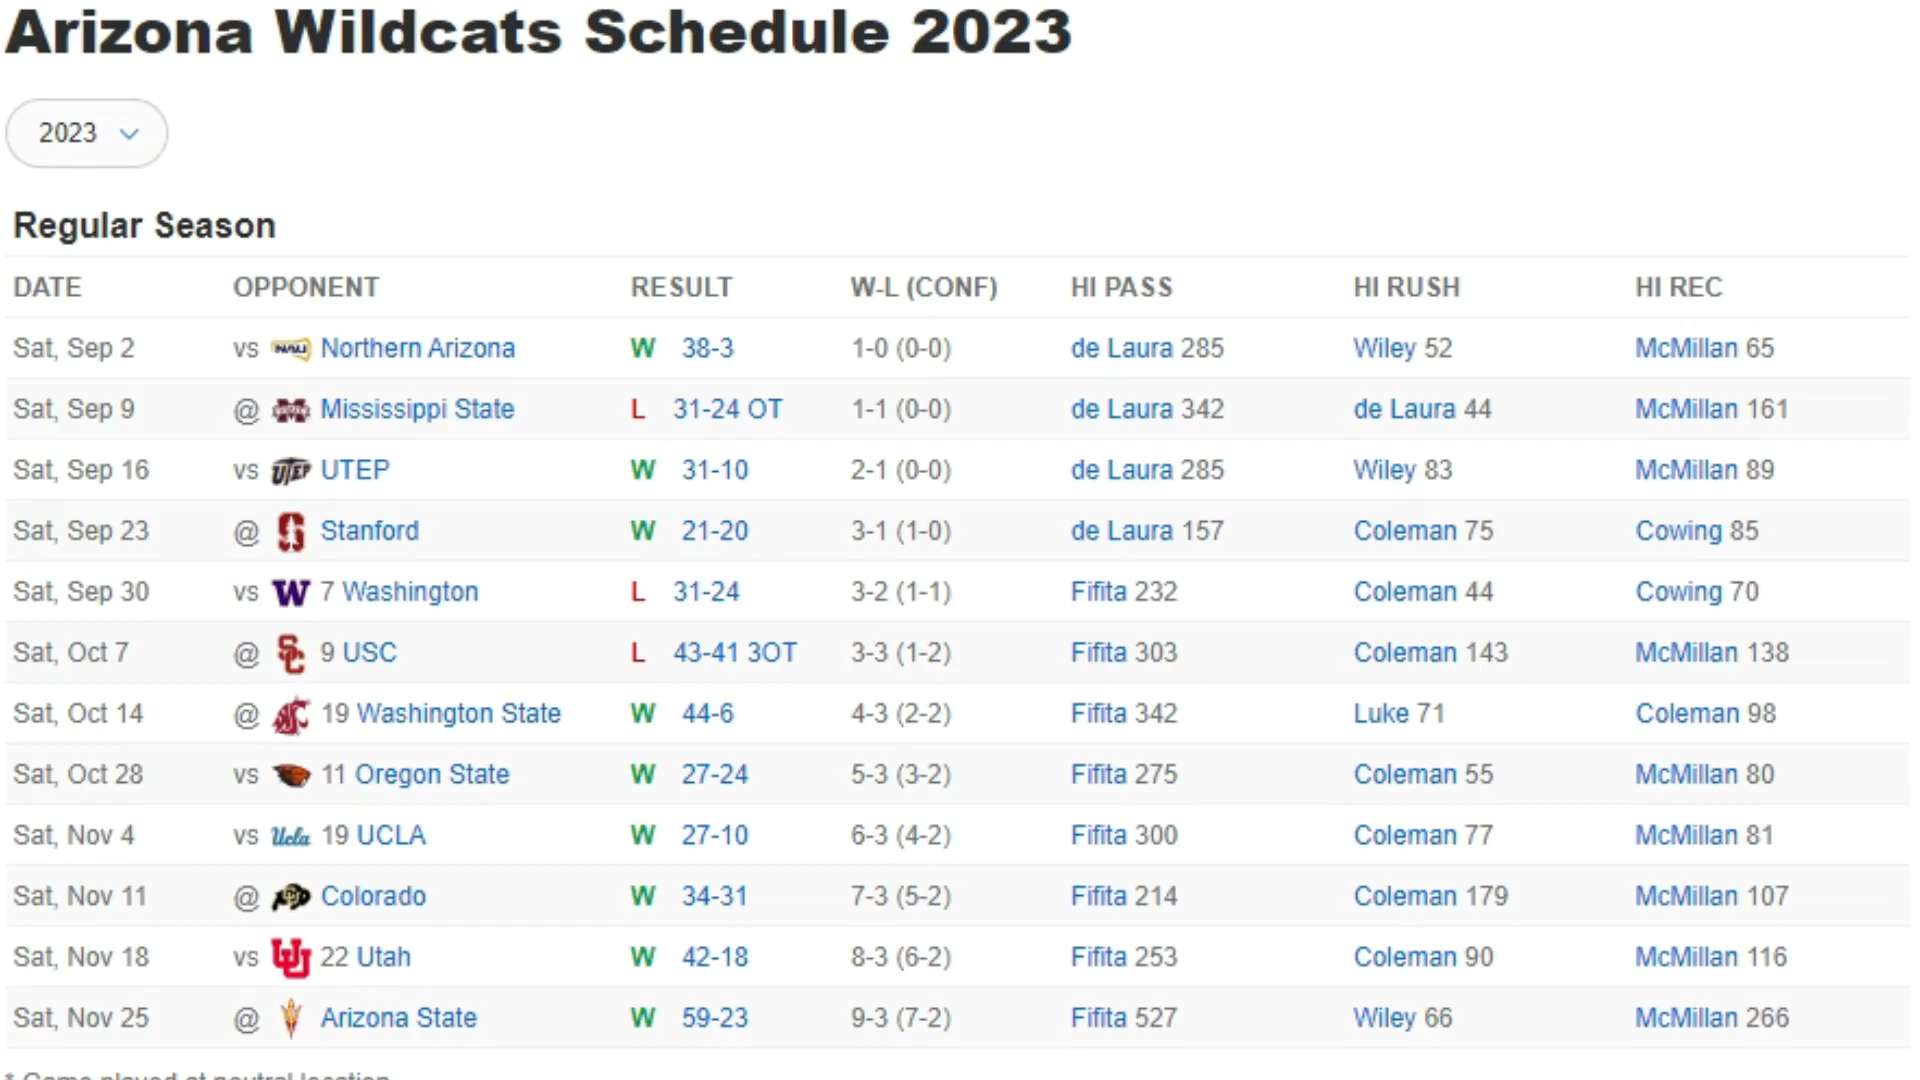 Arizona Wildcats Schedule 2023
2023
Regular Season
DATE OPPONENT RESULT W-L (CONF) HI PASS HI RUSH HI REC
Sat, Sep 2 vs NAU Northern Arizona W 38-3 1-0 (0-0) de Laura 285 Wiley 52 McMillan 65
Sat, Sep 9 @ M Mississippi State L 31-24 OT 1-1 (0-0) de Laura 342 de Laura 44 McMillan 161
Sat, Sep 16 vs UTEP UTEP W 31-10 2-1 (0-0) de Laura 285 Wiley 83 McMillan 89
Sat, Sep 23 @ S Stanford W 21-20 3-1 (1-0) de Laura 157 Coleman 75 Cowing 85
Sat, Sep 30 vs W 7 Washington L 31-24 3-2 (1-1) Fifita 232 Coleman 44 Cowing 70
Sat, Oct 7 @ SC 9 USC L 43-41 3OT 3-3 (1-2) Fifita 303 Coleman 143 McMillan 138
Sat, Oct 14 @ 19 Washington State W 44-6 4-3 (2-2) Fifita 342 Luke 71 Coleman 98
Sat, Oct 28 vs 11 Oregon State W 27-24 5-3 (3-2) Fifita 275 Coleman 55 McMillan 80
Sat, Nov 4 vs Ucla 19 UCLA W 27-10 6-3 (4-2) Fifita 300 Coleman 77 McMillan 81
Sat, Nov 11 @ CU Colorado W 34-31 7-3 (5-2) Fifita 214 Coleman 179 McMillan 107
Sat, Nov 18 vs UU 22 Utah W 42-18 8-3 (6-2) Fifita 253 Coleman 90 McMillan 116
Sat, Nov 25 @ Arizona State W 59-23 9-3 (7-2) Fifita 527 Wiley 66 McMillan 266
* Game played at neutral location